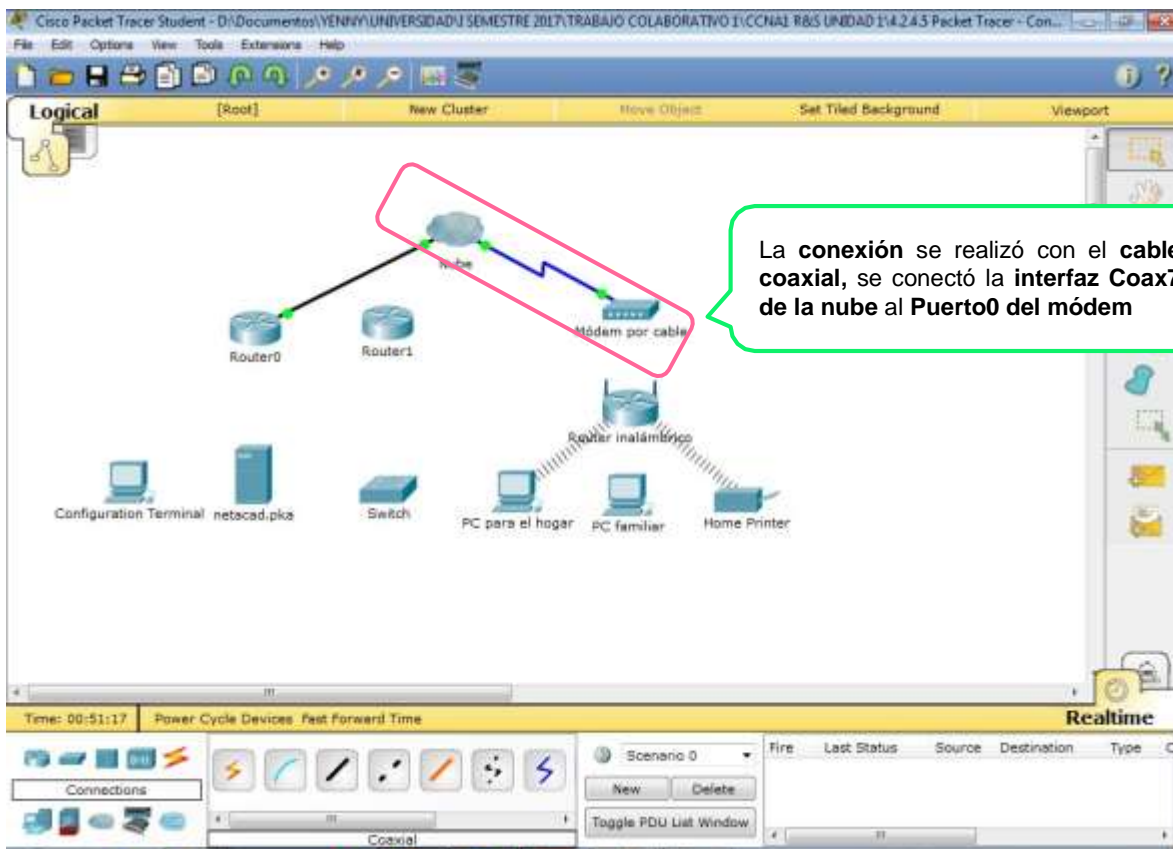 Cisco Packet Tracer Student - D:\Documentos\YENNY\UNIVERSIDAD\I SEMESTRE 2017\TRABAJO COLABORATIVO 1\CCNA1 R&S UNIDAD 1\4.2.4.5 Packet Tracer - Con...
File Edit Options View Tools Extensions Help
Logical [Root] New Cluster Move Object Set Tiled Background Viewport
La conexión se realizó con el cable
coaxial, se conectó la interfaz Coax7
de la nube al Puerto0 del módem
Nube
Módem por cable
Router0
Router1
Router inalámbrico
Configuration Terminal
netacad.pka
Switch
PC para el hogar
PC familiar
Home Printer
Time: 00:51:17 Power Cycle Devices Fast Forward Time
Realtime
Connections
Coaxial
Scenario 0
New Delete
Toggle PDU List Window
Fire Last Status Source Destination Type C